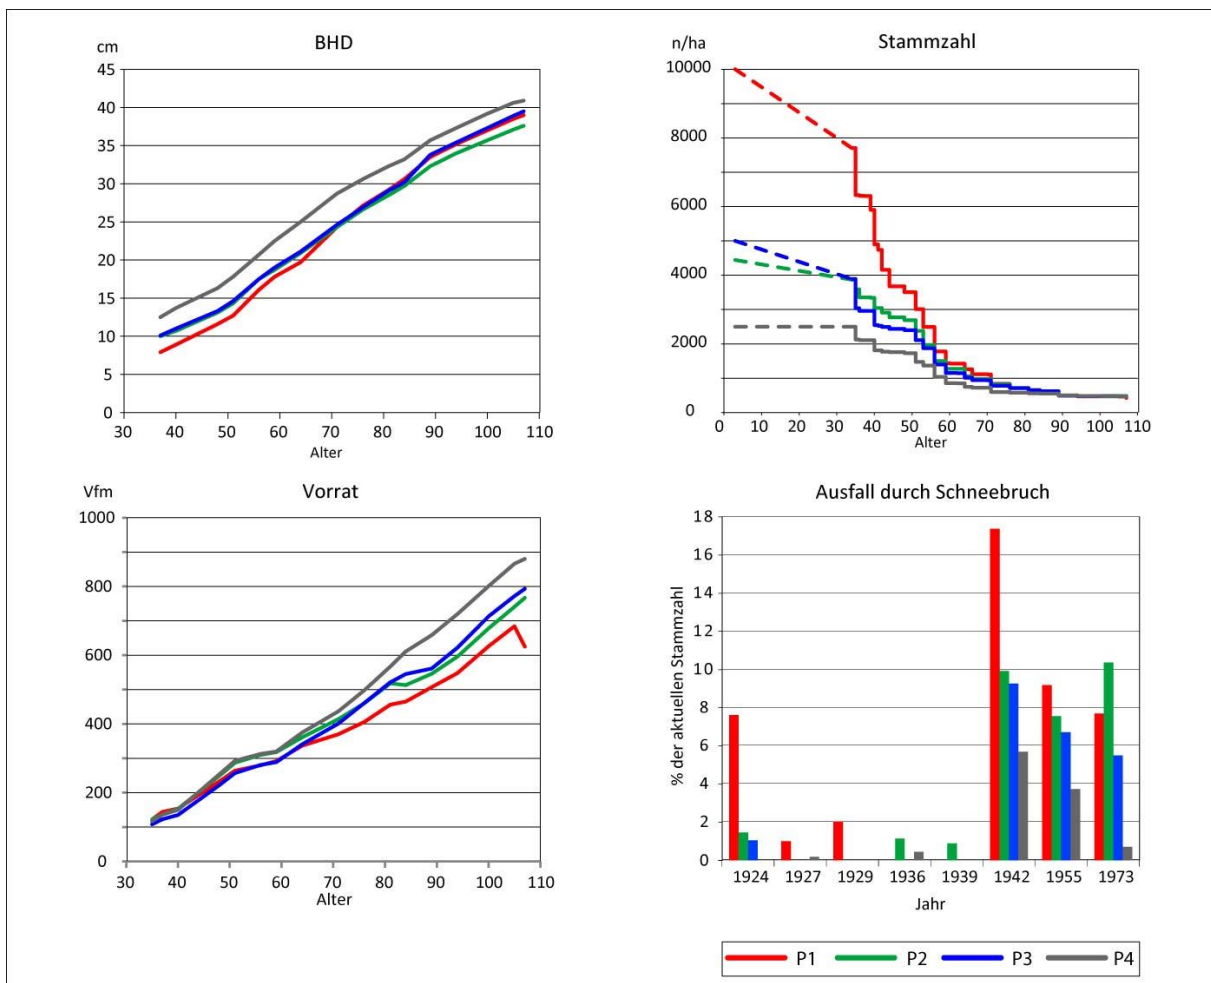 BHD
cm
45
40
35
30
25
20
15
10
5
0
30 40 50 60 70 80 90 100 110
Alter
Stammzahl
n/ha
10000
8000
6000
4000
2000
0
0 10 20 30 40 50 60 70 80 90 100 110
Alter
Vorrat
Vfm
1000
800
600
400
200
0
30 40 50 60 70 80 90 100 110
Alter
Ausfall durch Schneebruch
% der aktuellen Stammzahl
18
16
14
12
10
8
6
4
2
0
1924 1927 1929 1936 1939 1942 1955 1973
Jahr
P1 P2 P3 P4